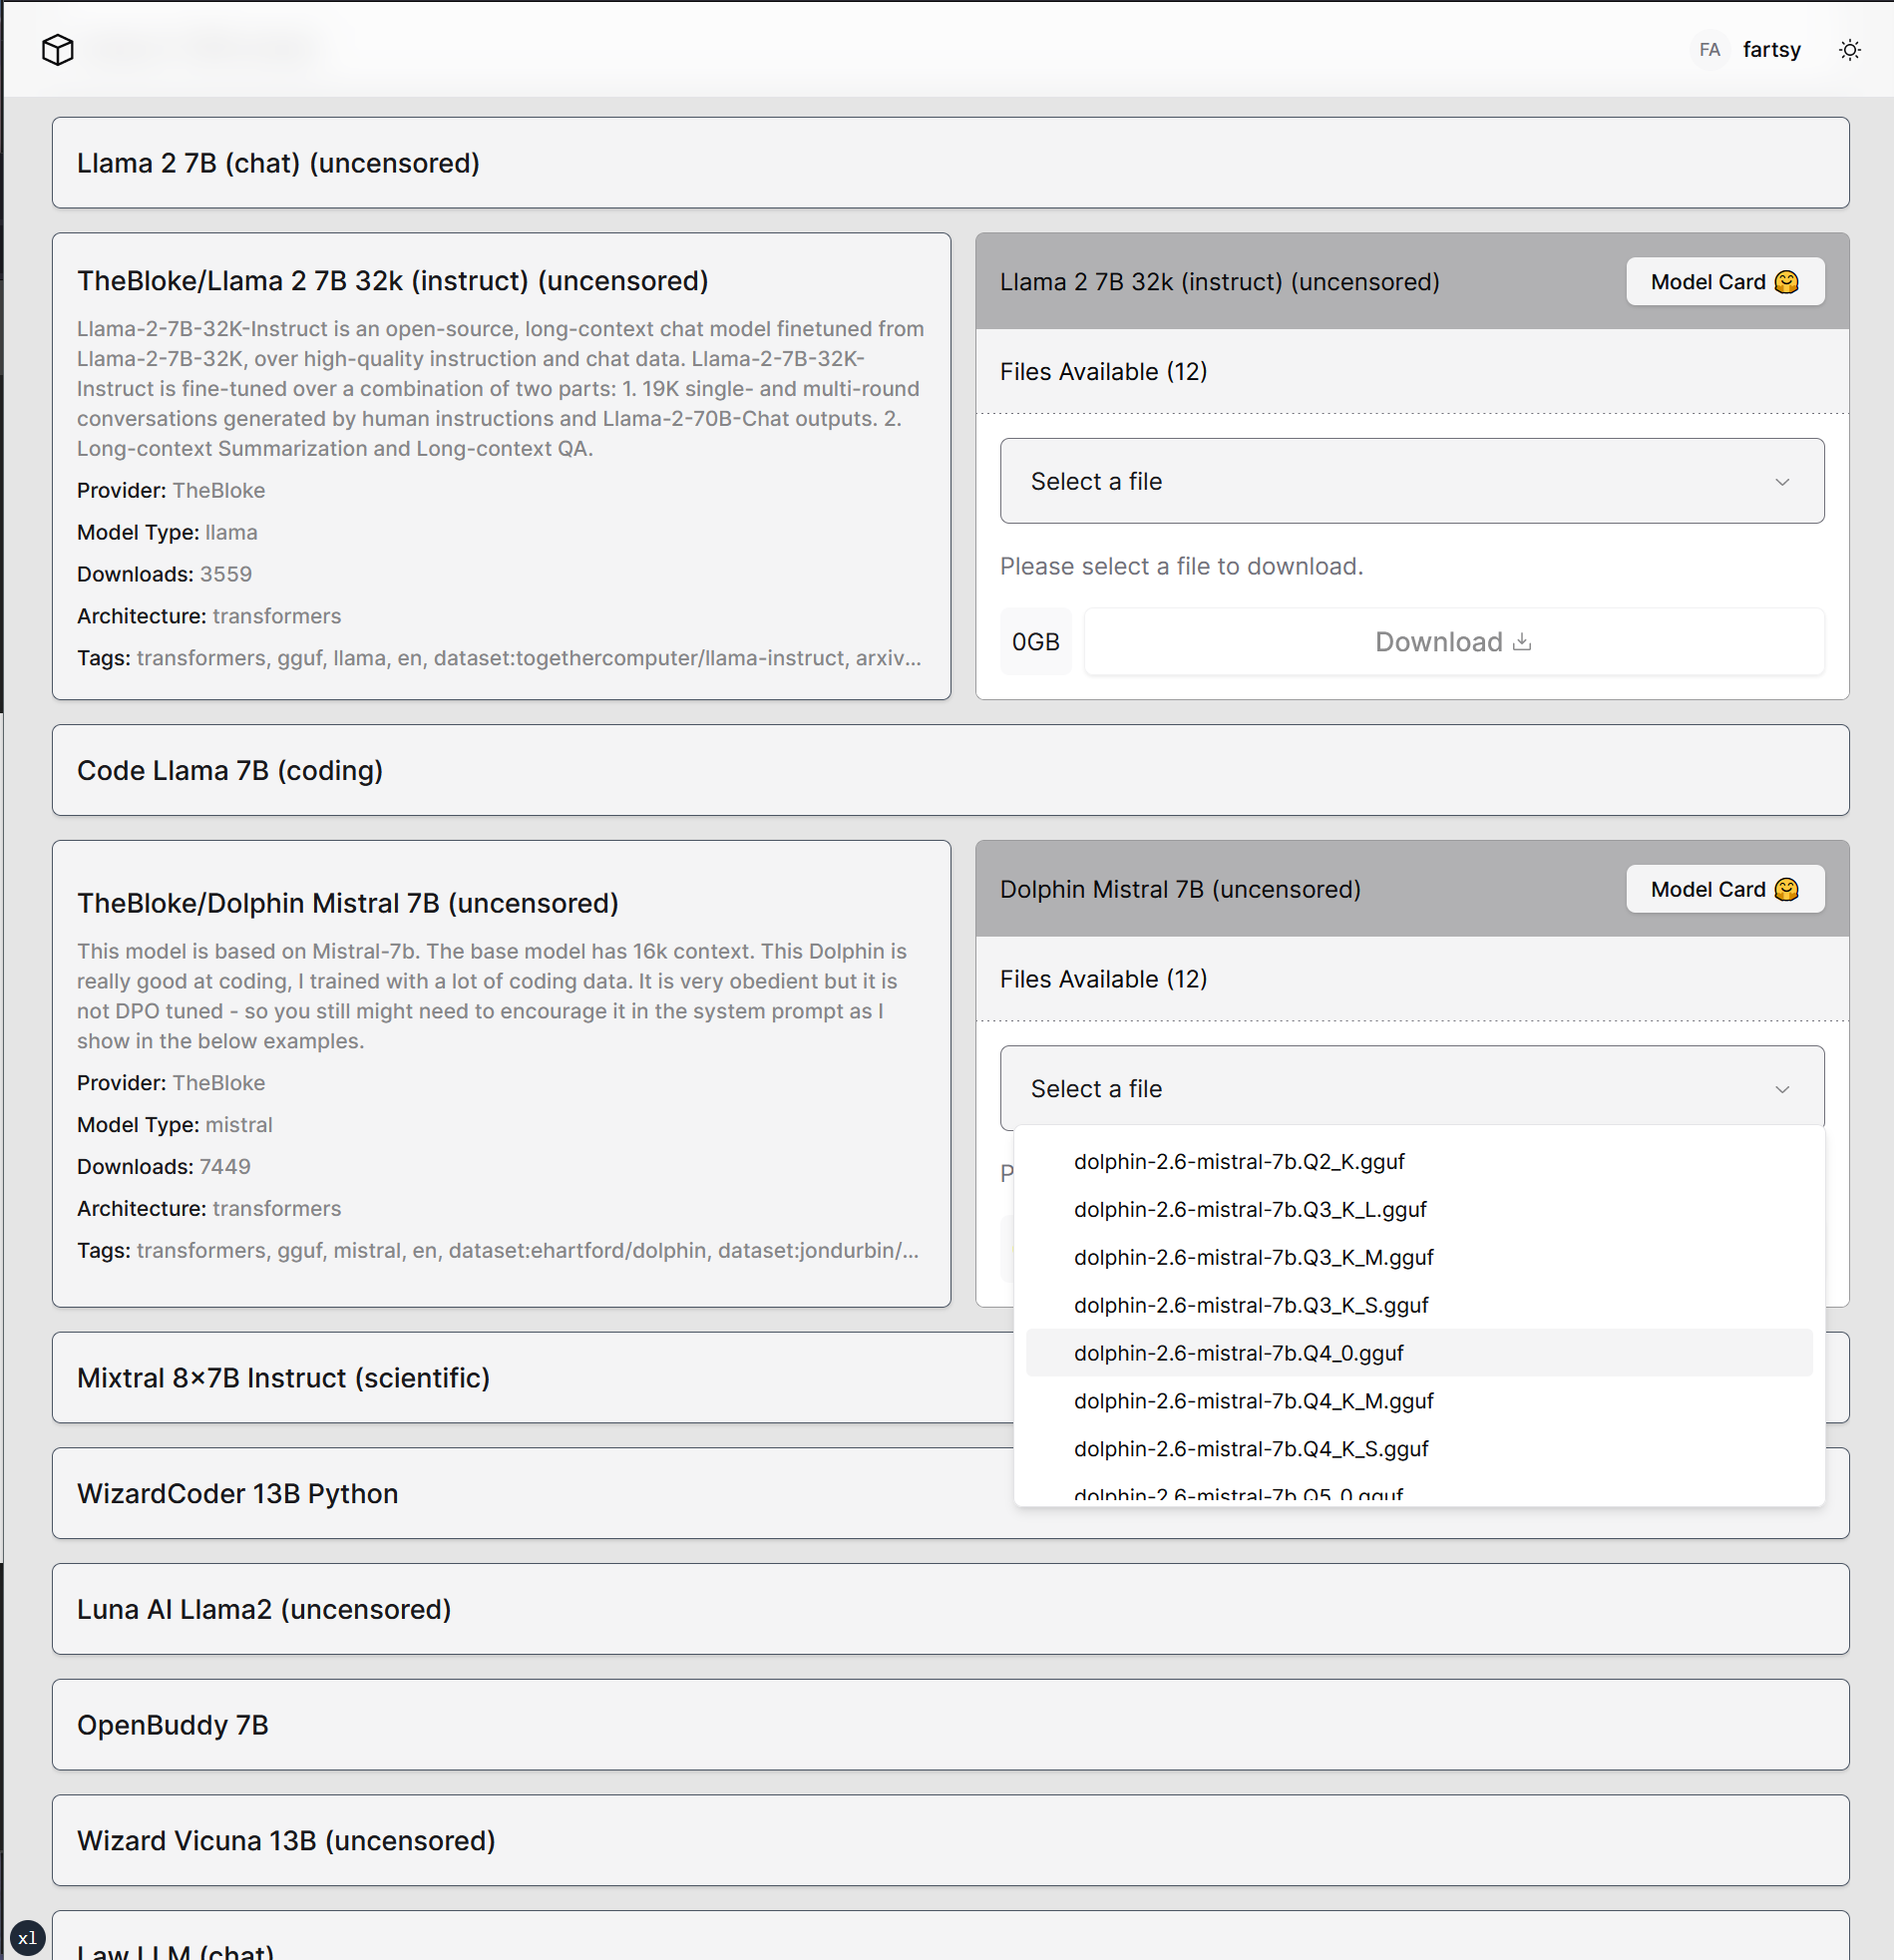 FA fartsy
Llama 2 7B (chat) (uncensored)
TheBloke/Llama 2 7B 32k (instruct) (uncensored)
Llama-2-7B-32K-Instruct is an open-source, long-context chat model finetuned from
Llama-2-7B-32K, over high-quality instruction and chat data. Llama-2-7B-32K-
Instruct is fine-tuned over a combination of two parts: 1. 19K single- and multi-round
conversations generated by human instructions and Llama-2-70B-Chat outputs. 2.
Long-context Summarization and Long-context QA.
Provider: TheBloke
Model Type: llama
Downloads: 3559
Architecture: transformers
Tags: transformers, gguf, llama, en, dataset:togethercomputer/llama-instruct, arxiv...
Llama 2 7B 32k (instruct) (uncensored)
Model Card 🤗
Files Available (12)
Select a file
Please select a file to download.
0GB
Download
Code Llama 7B (coding)
TheBloke/Dolphin Mistral 7B (uncensored)
This model is based on Mistral-7b. The base model has 16k context. This Dolphin is
really good at coding, I trained with a lot of coding data. It is very obedient but it is
not DPO tuned - so you still might need to encourage it in the system prompt as I
show in the below examples.
Provider: TheBloke
Model Type: mistral
Downloads: 7449
Architecture: transformers
Tags: transformers, gguf, mistral, en, dataset:ehartford/dolphin, dataset:jondurbin/...
Dolphin Mistral 7B (uncensored)
Model Card 🤗
Files Available (12)
Select a file
P
dolphin-2.6-mistral-7b.Q2_K.gguf
dolphin-2.6-mistral-7b.Q3_K_L.gguf
dolphin-2.6-mistral-7b.Q3_K_M.gguf
dolphin-2.6-mistral-7b.Q3_K_S.gguf
dolphin-2.6-mistral-7b.Q4_0.gguf
dolphin-2.6-mistral-7b.Q4_K_M.gguf
dolphin-2.6-mistral-7b.Q4_K_S.gguf
dolphin-2.6-mistral-7b.Q5_0.gguf
Mixtral 8x7B Instruct (scientific)
WizardCoder 13B Python
Luna AI Llama2 (uncensored)
OpenBuddy 7B
Wizard Vicuna 13B (uncensored)
Law LLM (chat)
xl